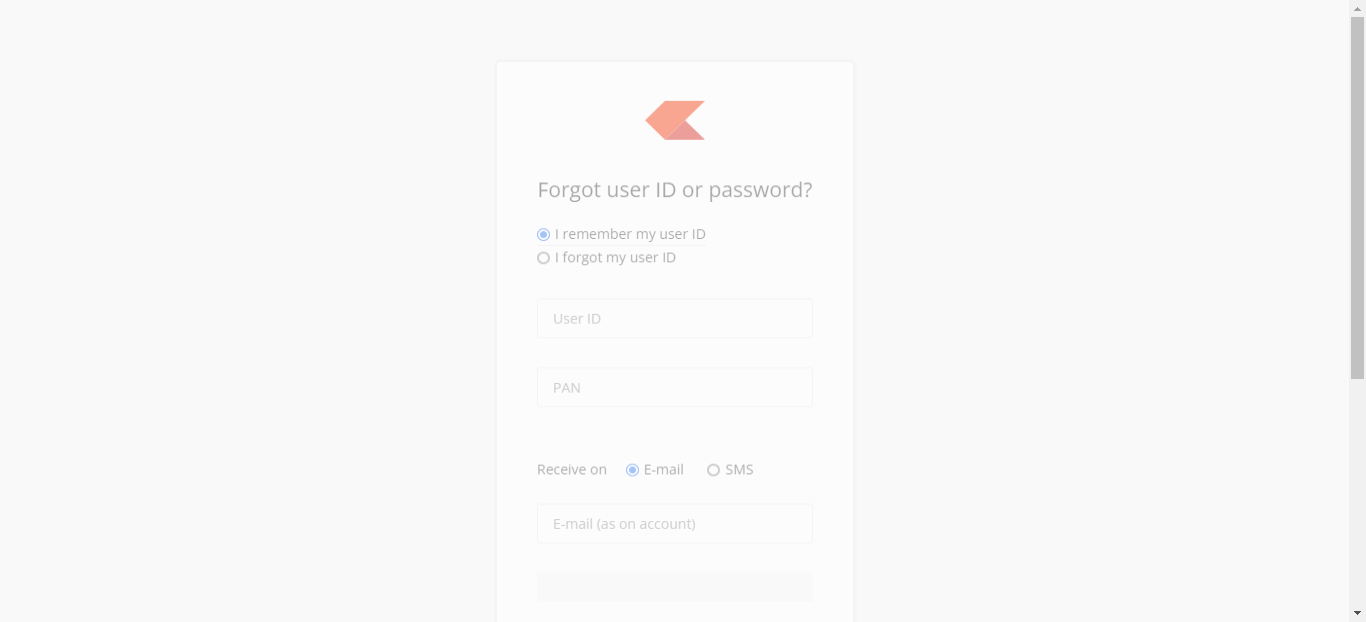 Forgot user ID or password?
I remember my user ID
I forgot my user ID
User ID
PAN
Receive on E-mail SMS
E-mail (as on account)